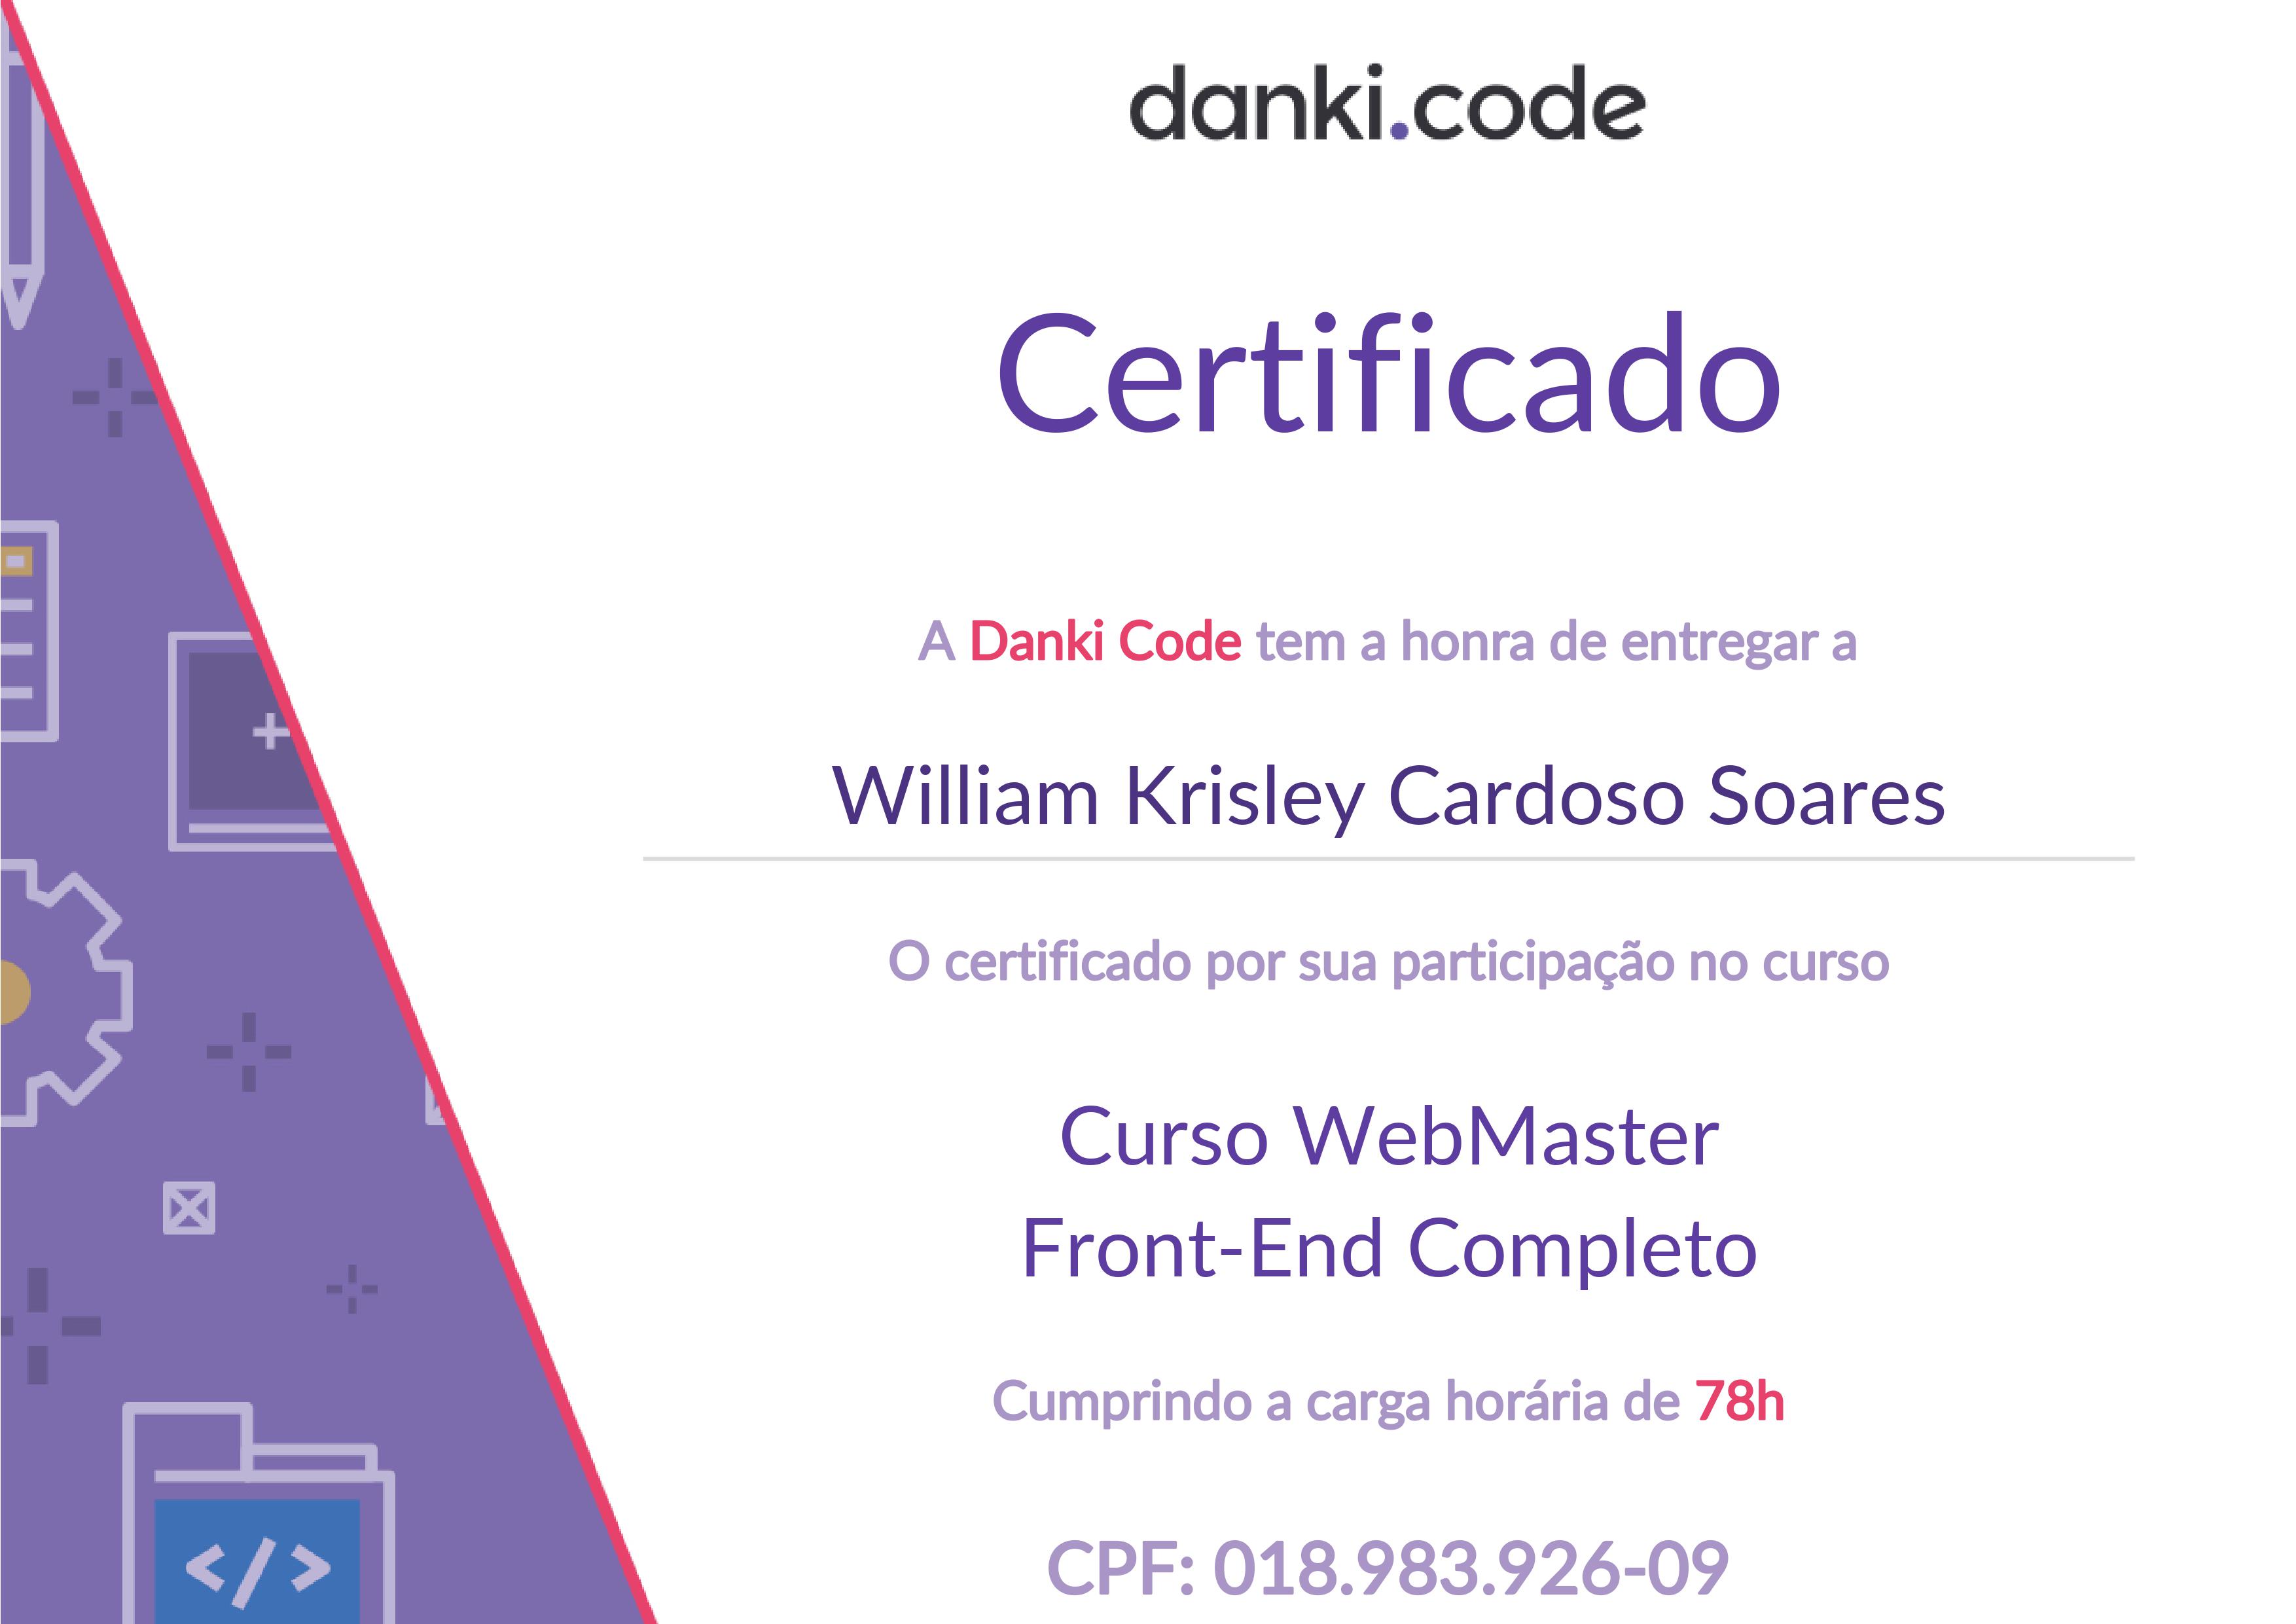 danki.code
Certificado
A Danki Code tem a honra de entregar a
William Krisley Cardoso Soares
O certificado por sua participação no curso
Curso WebMaster
Front-End Completo
Cumprindo a carga horária de 78h
CPF: 018.983.926-09